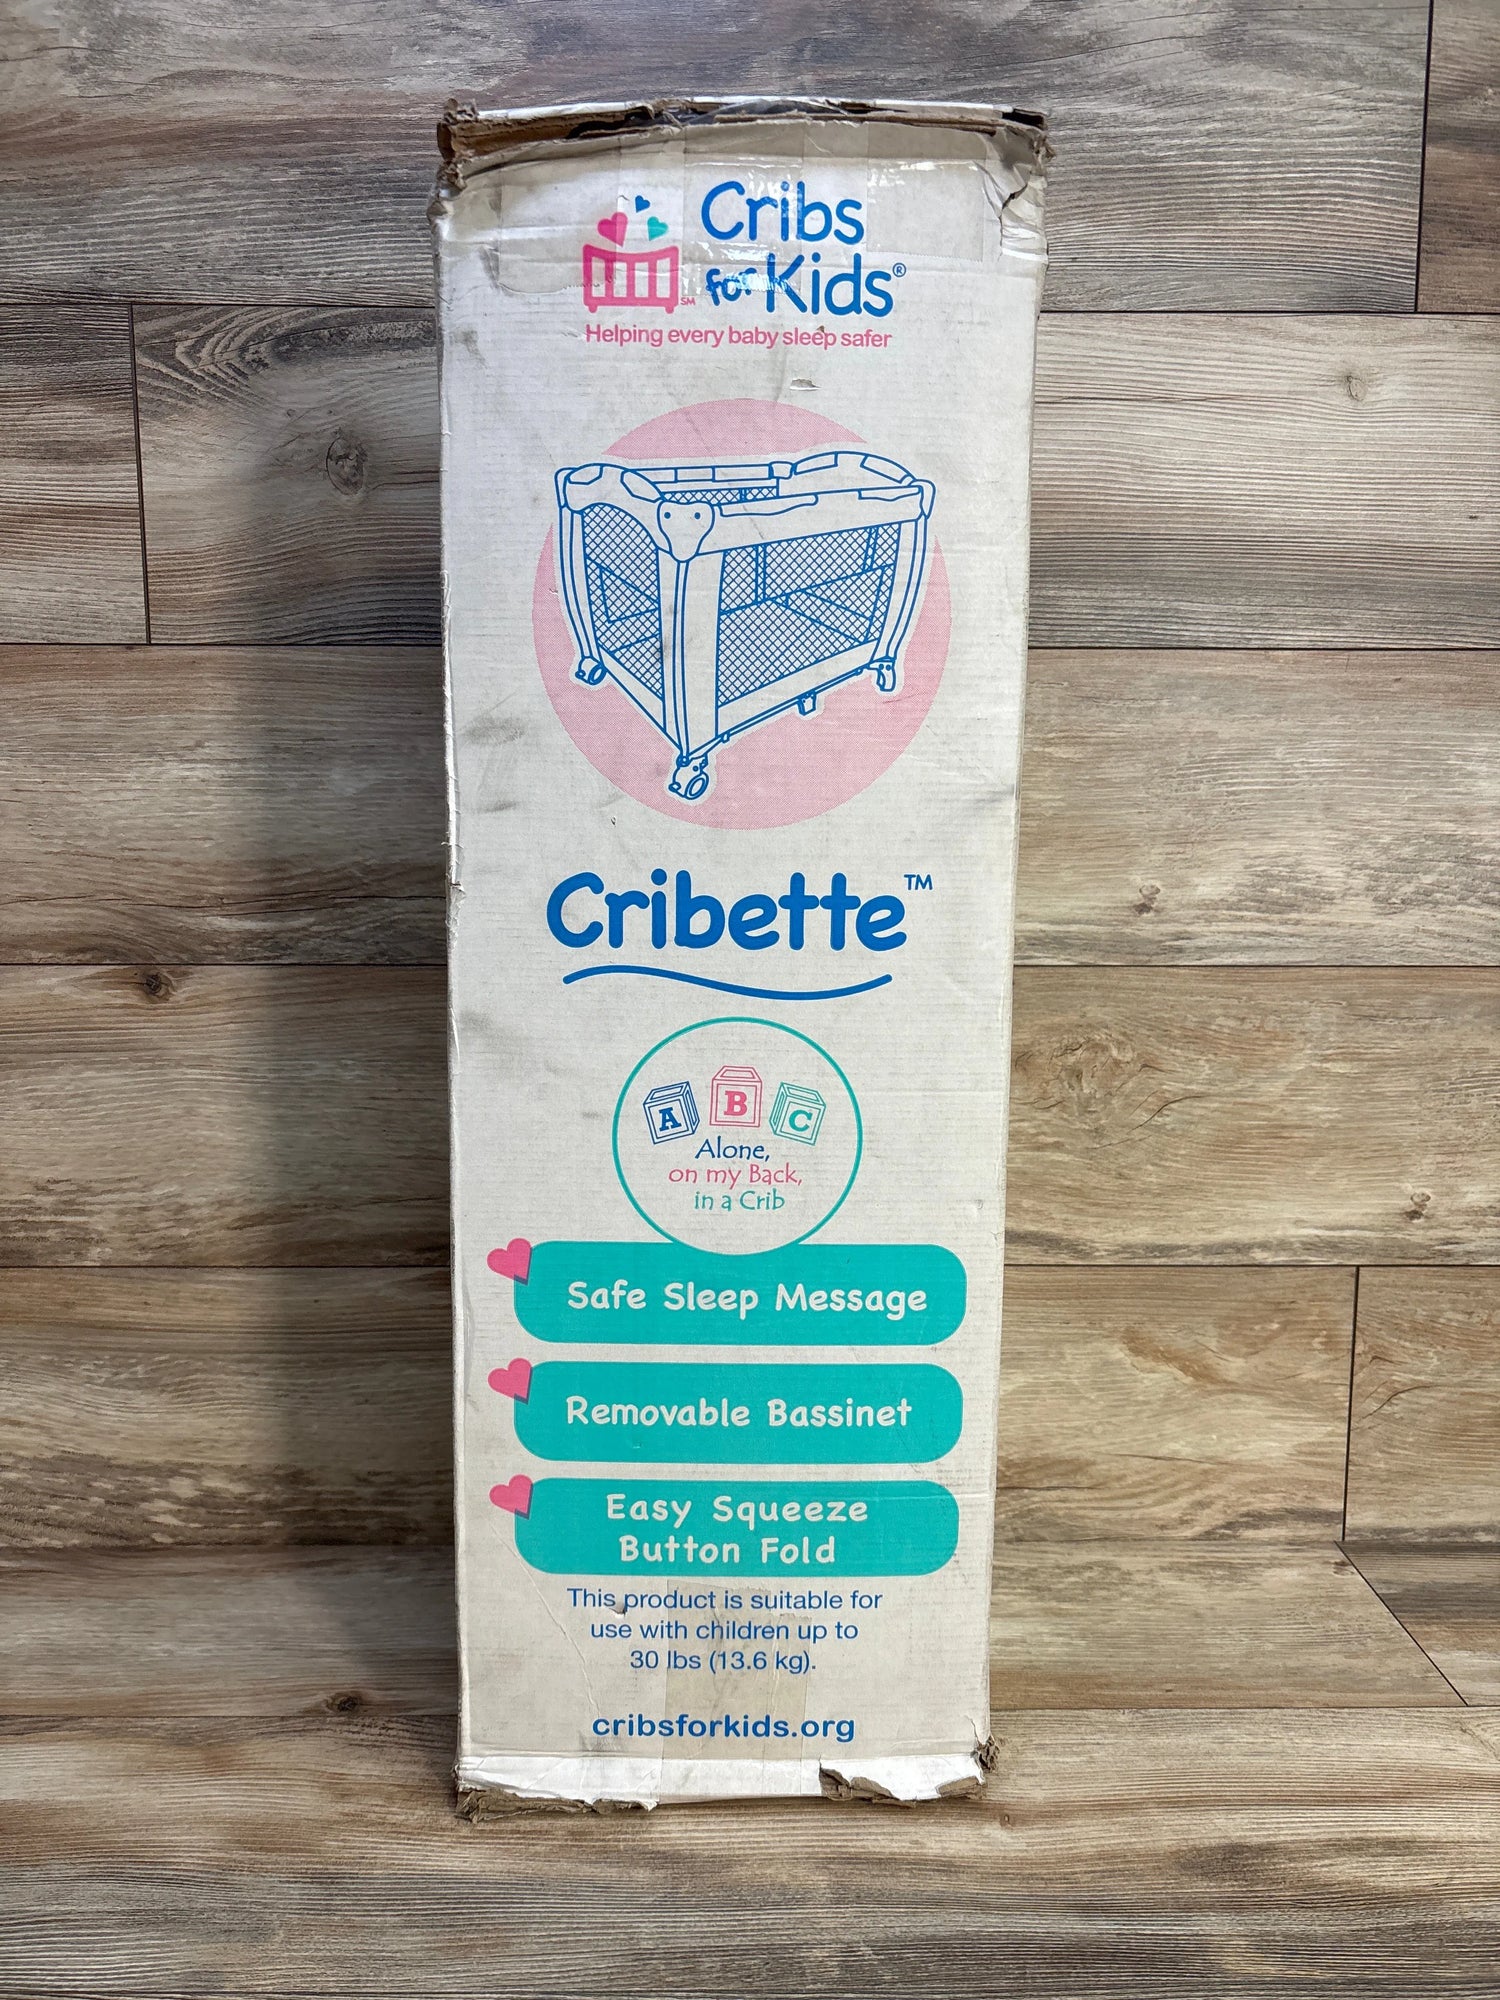 Cribs
for Kids®
SM
Helping every baby sleep safer
Cribette™
A B C
Alone,
on my Back,
in a Crib
Safe Sleep Message
Removable Bassinet
Easy Squeeze
Button Fold
This product is suitable for
use with children up to
30 lbs (13.6 kg).
cribsforkids.org